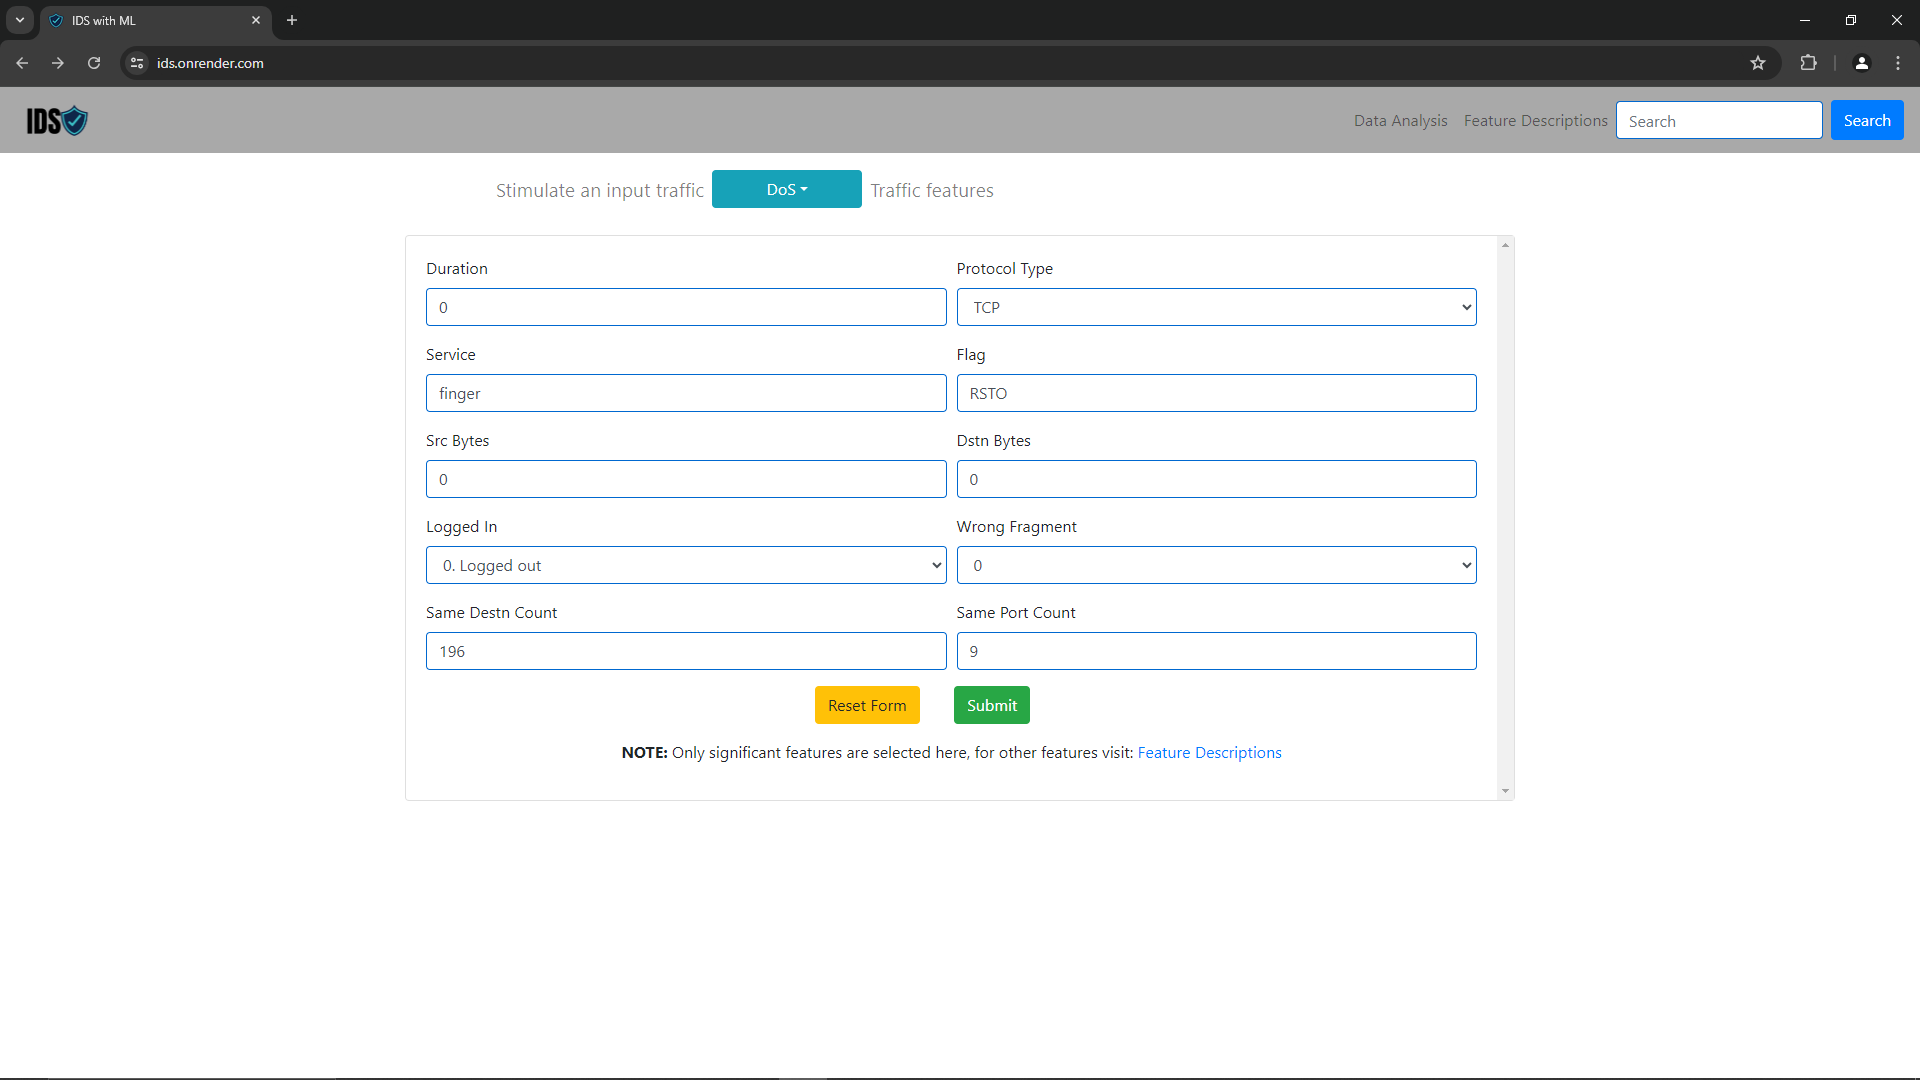 IDS with ML
ids.onrender.com
IDS
Data Analysis Feature Descriptions Search Search
Stimulate an input traffic DoS Traffic features
Duration Protocol Type
0 TCP
Service Flag
finger RSTO
Src Bytes Dstn Bytes
0 0
Logged In Wrong Fragment
0. Logged out 0
Same Destn Count Same Port Count
196 9
Reset Form Submit
NOTE: Only significant features are selected here, for other features visit: Feature Descriptions